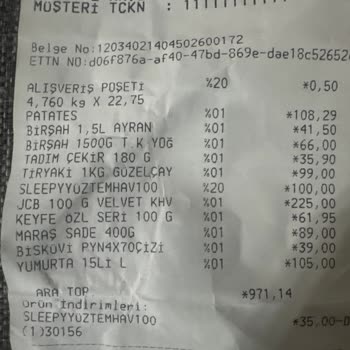 MÜŞTERİ TCKN : 11111111111
Belge No:12034021404502600172
ETTN NO:d06f876a-af40-47bd-869e-dae18c52652
ALIŞVERİŞ POŞETİ %20 *0,50
4,760 kg X 22,75
PATATES %01 *108,29
BİRŞAH 1,5L AYRAN %01 *41,50
BİRŞAH 1500G T.K YOĞ %01 *66,00
TADIM ÇEKİR 180 G %01 *35,90
TİRYAKİ 1KG GÜZELÇAY %01 *99,00
SLEEPYYÜZTEMHAV100 %20 *100,00
JCB 100 G VELVET KHV %01 *225,00
KEYFE ÖZL SERİ 100 G %01 *61,95
MARAŞ SADE 400G %01 *89,00
BİSKÜVİ PYN4X70ÇİZİ %01 *39,00
YUMURTA 15Lİ L %01 *105,00
ARA TOP *971,14
Ürün İndirimleri:
SLEEPYYÜZTEMHAV100 *35,00-
(1)30156